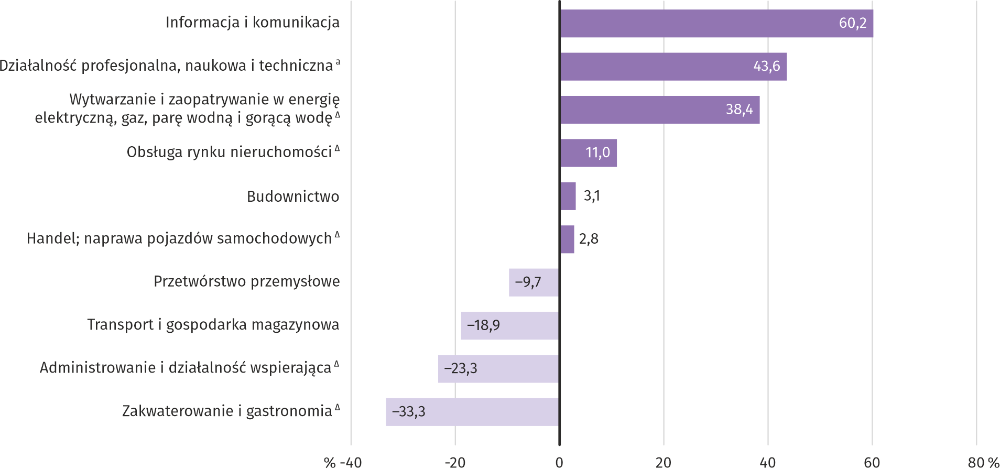 Informacja i komunikacja 60,2
Działalność profesjonalna, naukowa i techniczna a 43,6
Wytwarzanie i zaopatrywanie w energię
elektryczną, gaz, parę wodną i gorącą wodę Δ 38,4
Obsługa rynku nieruchomości Δ 11,0
Budownictwo 3,1
Handel; naprawa pojazdów samochodowych Δ 2,8
Przetwórstwo przemysłowe –9,7
Transport i gospodarka magazynowa –18,9
Administrowanie i działalność wspierająca Δ –23,3
Zakwaterowanie i gastronomia Δ –33,3
% -40 -20 0 20 40 60 80 %